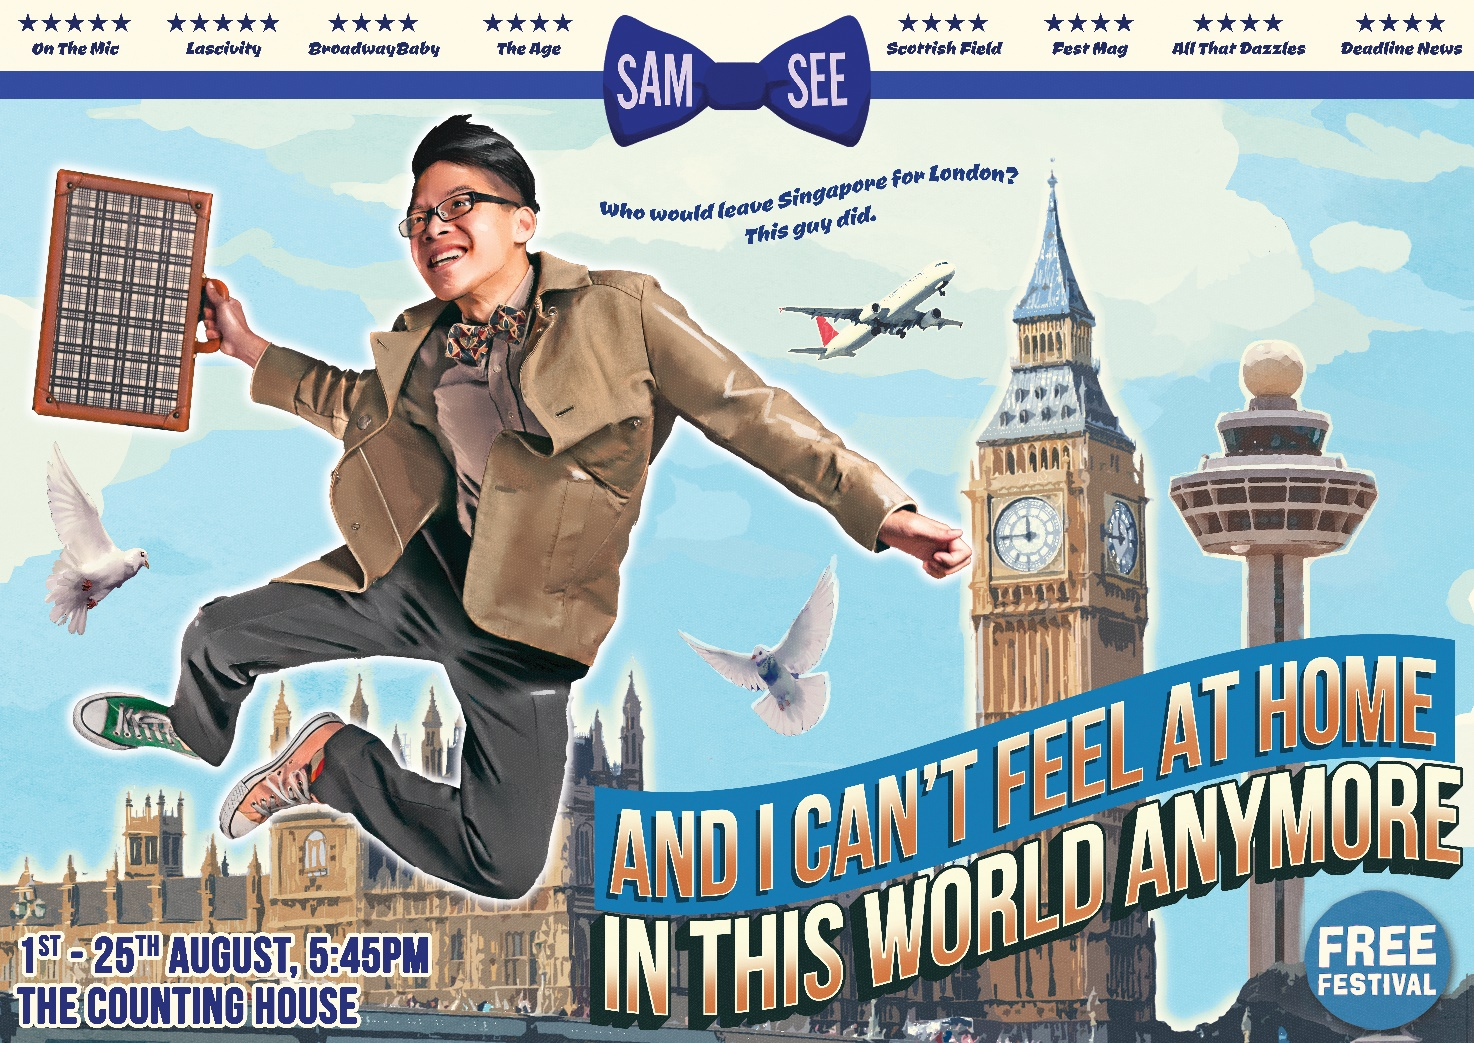 ★★★★★
On The Mic
★★★★★
Lascivity
★★★★
BroadwayBaby
★★★★
The Age
SAM SEE
★★★★
Scottish Field
★★★★
Fest Mag
★★★★
All That Dazzles
★★★★
Deadline News
Who would leave Singapore for London?
This guy did.
AND I CAN'T FEEL AT HOME
IN THIS WORLD ANYMORE
1ST - 25TH AUGUST, 5:45PM
THE COUNTING HOUSE
FREE
FESTIVAL